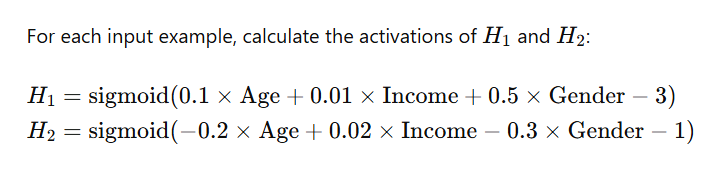 For each input example, calculate the activations of H₁ and H₂:
H₁ = sigmoid(0.1 × Age + 0.01 × Income + 0.5 × Gender − 3)
H₂ = sigmoid(−0.2 × Age + 0.02 × Income − 0.3 × Gender − 1)